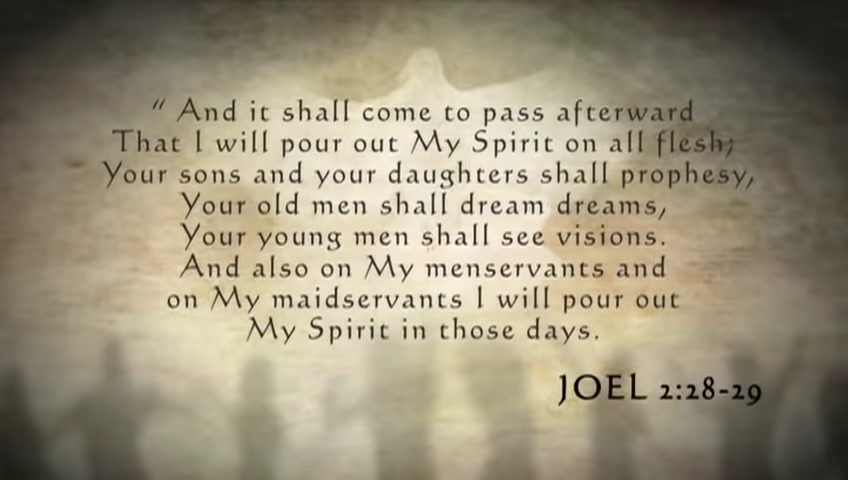 “ And it shall come to pass afterward
That I will pour out My Spirit on all flesh;
Your sons and your daughters shall prophesy,
Your old men shall dream dreams,
Your young men shall see visions.
And also on My menservants and
on My maidservants I will pour out
My Spirit in those days.
JOEL 2:28-29